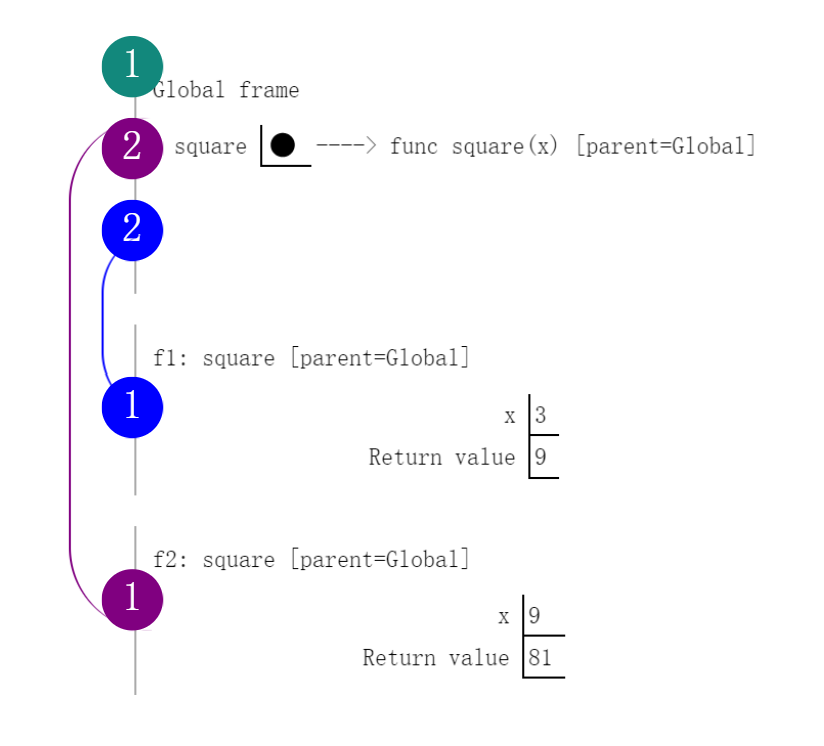 1
Global frame
2 square ----> func square(x) [parent=Global]
2
f1: square [parent=Global]
1
x 3
Return value 9
f2: square [parent=Global]
1
x 9
Return value 81